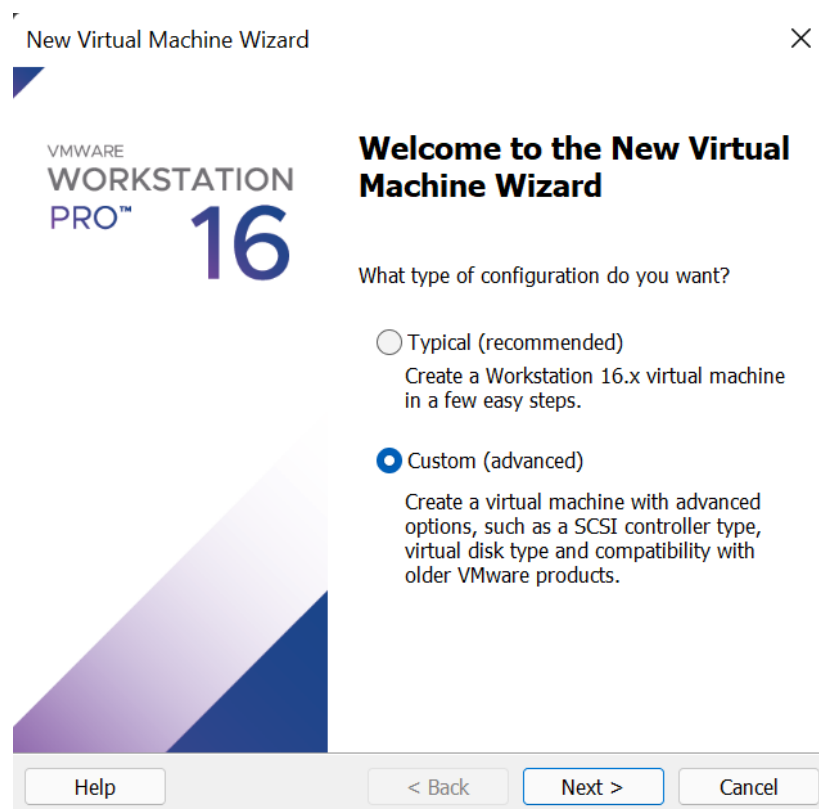 New Virtual Machine Wizard
VMWARE
WORKSTATION
PRO™ 16
Welcome to the New Virtual
Machine Wizard
What type of configuration do you want?
Typical (recommended)
Create a Workstation 16.x virtual machine
in a few easy steps.
Custom (advanced)
Create a virtual machine with advanced
options, such as a SCSI controller type,
virtual disk type and compatibility with
older VMware products.
Help < Back Next > Cancel